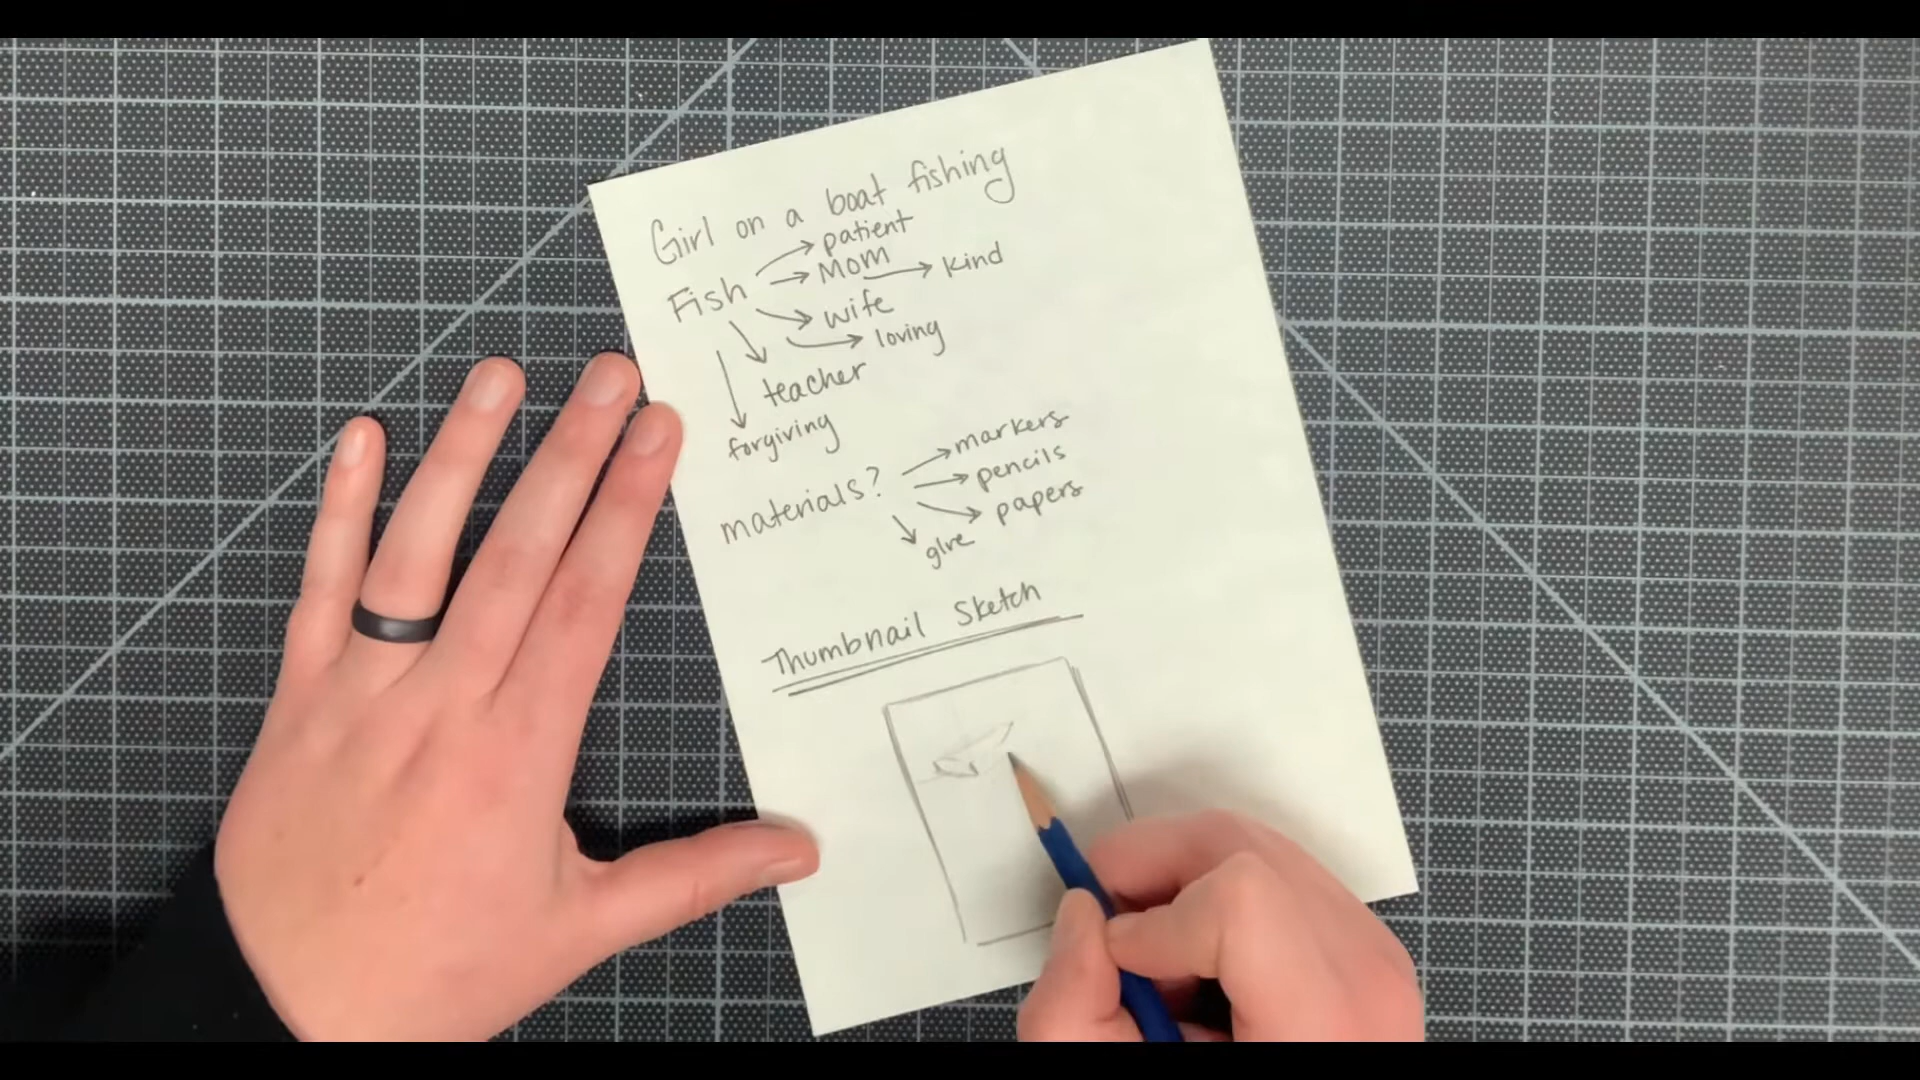 Girl on a boat fishing
Fish → patient
→ Mom → kind
→ wife
→ loving
→ teacher
→ forgiving
materials? → markers
→ pencils
→ papers
→ glue
Thumbnail Sketch